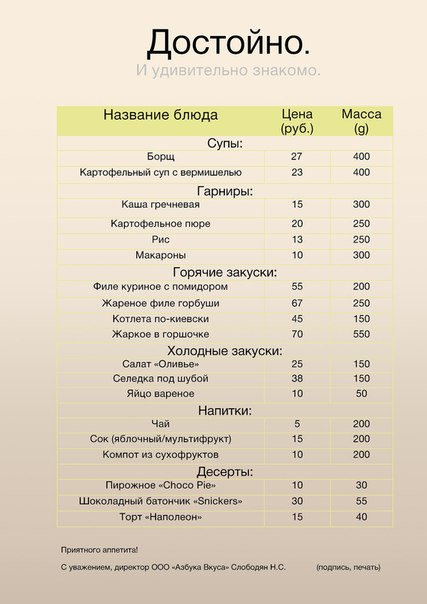 Достойно.
И удивительно знакомо.
Название блюда Цена (руб.) Масса (g)
Супы:
Борщ 27 400
Картофельный суп с вермишелью 23 400
Гарниры:
Каша гречневая 15 300
Картофельное пюре 20 250
Рис 13 250
Макароны 10 300
Горячие закуски:
Филе куриное с помидором 55 200
Жареное филе горбуши 67 250
Котлета по-киевски 45 150
Жаркое в горшочке 70 550
Холодные закуски:
Салат «Оливье» 25 150
Селедка под шубой 38 150
Яйцо вареное 10 50
Напитки:
Чай 5 200
Сок (яблочный/мультифрукт) 15 200
Компот из сухофруктов 10 200
Десерты:
Пирожное «Choco Pie» 10 30
Шоколадный батончик «Snickers» 30 55
Торт «Наполеон» 15 40
Приятного аппетита!
С уважением, директор ООО «Азбука Вкуса» Слободян Н.С. (подпись, печать)